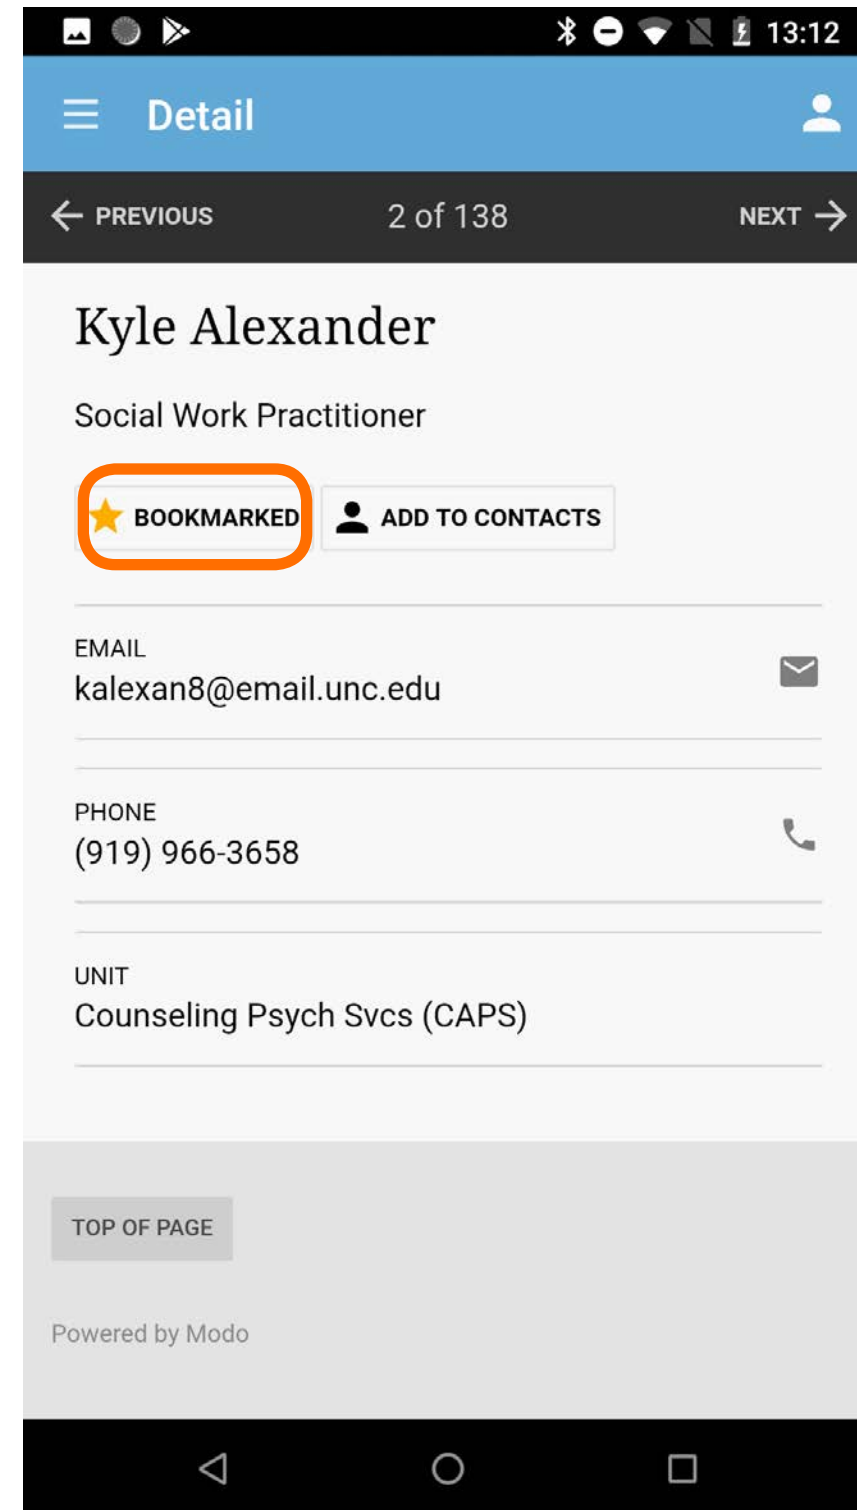 13:12
Detail
PREVIOUS 2 of 138 NEXT
Kyle Alexander
Social Work Practitioner
BOOKMARKED ADD TO CONTACTS
EMAIL
kalexan8@email.unc.edu
PHONE
(919) 966-3658
UNIT
Counseling Psych Svcs (CAPS)
TOP OF PAGE
Powered by Modo